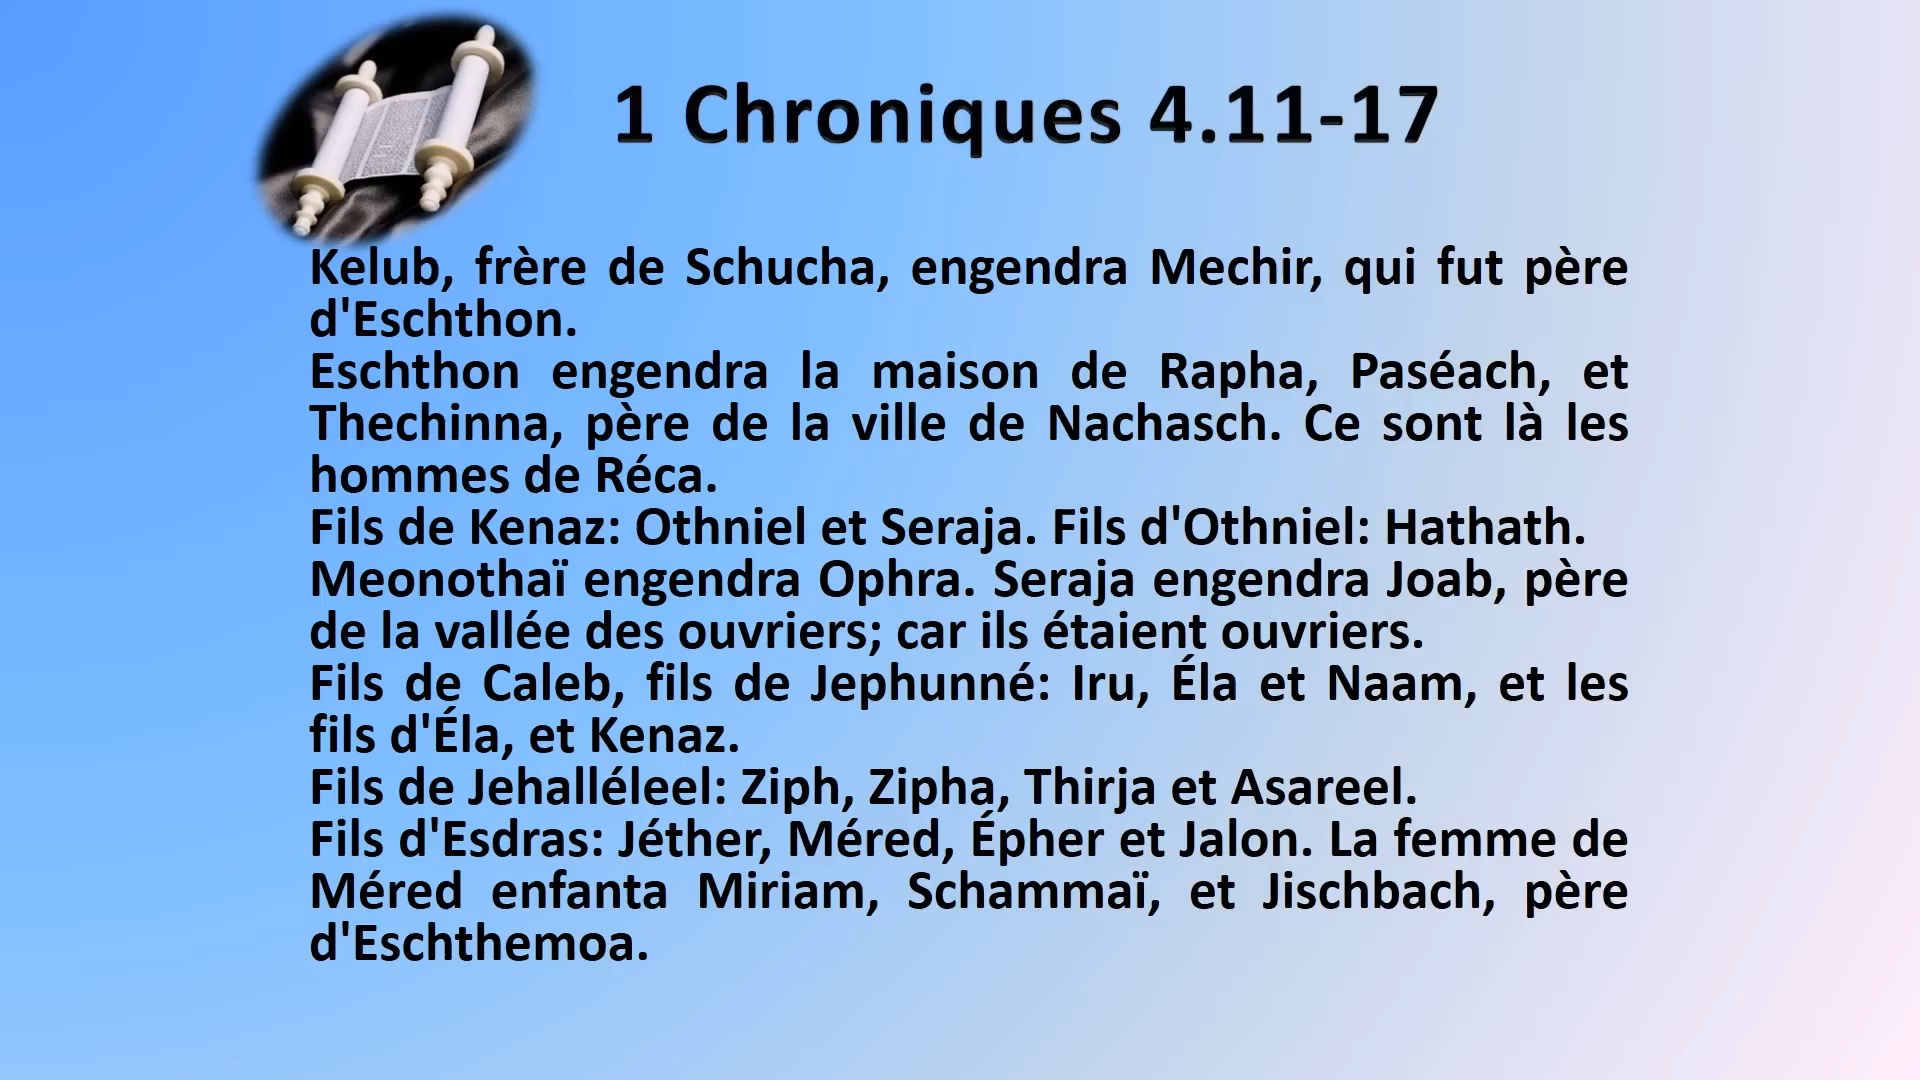 1 Chroniques 4.11-17
Kelub, frère de Schucha, engendra Mechir, qui fut père
d'Eschthon.
Eschthon engendra la maison de Rapha, Paséach, et
Thechinna, père de la ville de Nachasch. Ce sont là les
hommes de Réca.
Fils de Kenaz: Othniel et Seraja. Fils d'Othniel: Hathath.
Meonothaï engendra Ophra. Seraja engendra Joab, père
de la vallée des ouvriers; car ils étaient ouvriers.
Fils de Caleb, fils de Jephunné: Iru, Éla et Naam, et les
fils d'Éla, et Kenaz.
Fils de Jehalléleel: Ziph, Zipha, Thirja et Asareel.
Fils d'Esdras: Jéther, Méred, Épher et Jalon. La femme de
Méred enfanta Miriam, Schammaï, et Jischbach, père
d'Eschthemoa.